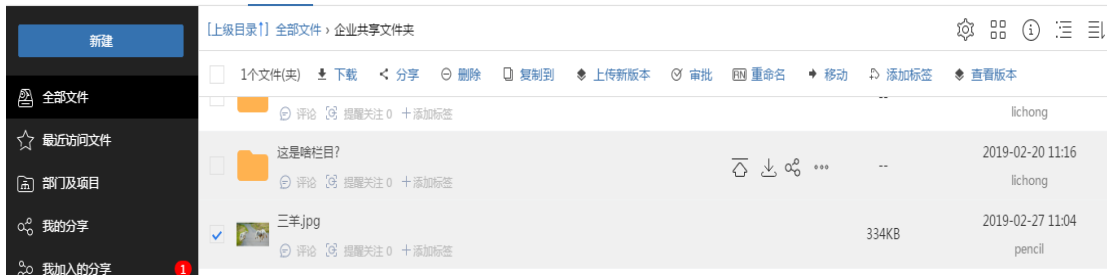 新建
全部文件
最近访问文件
部门及项目
我的分享
我加入的分享 1
[上级目录↑] 全部文件 › 企业共享文件夹
1个文件(夹) 下载 分享 删除 复制到 上传新版本 审批 RN 重命名 移动 添加标签 查看版本
--
评论 提醒关注 0 +添加标签 lichong
这是啥栏目? 2019-02-20 11:16
--
评论 提醒关注 0 +添加标签 lichong
三羊.jpg 2019-02-27 11:04
334KB
评论 提醒关注 0 +添加标签 pencil